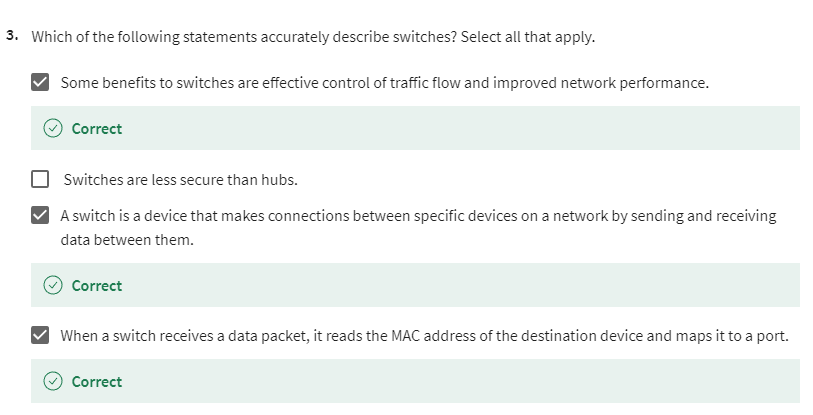 3. Which of the following statements accurately describe switches? Select all that apply.
Some benefits to switches are effective control of traffic flow and improved network performance.
Correct
Switches are less secure than hubs.
A switch is a device that makes connections between specific devices on a network by sending and receiving
data between them.
Correct
When a switch receives a data packet, it reads the MAC address of the destination device and maps it to a port.
Correct